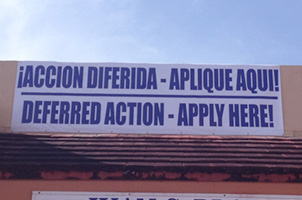 ¡ACCION DIFERIDA - APLIQUE AQUI!
DEFERRED ACTION - APPLY HERE!